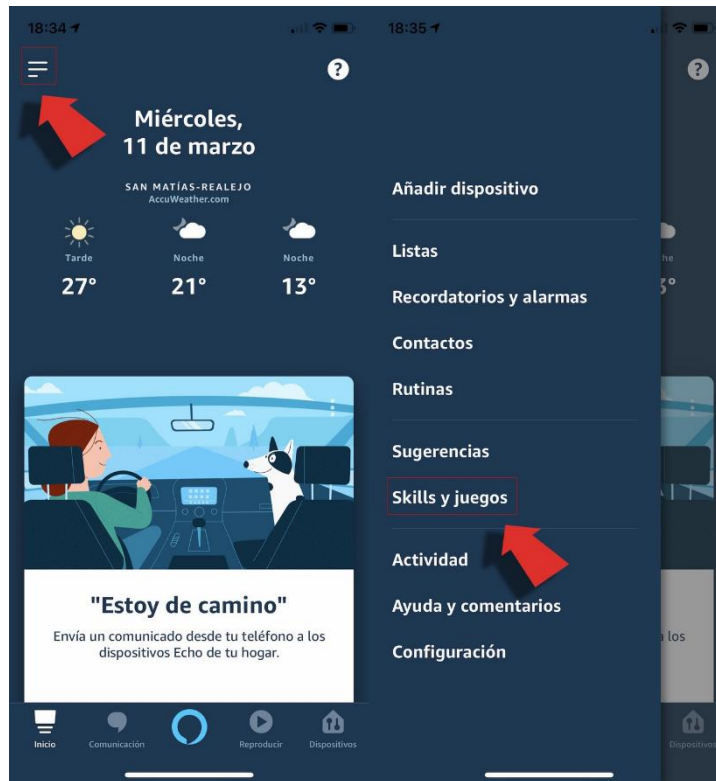 18:34
?
Miércoles,
11 de marzo
SAN MATÍAS-REALEJO
AccuWeather.com
Tarde Noche Noche
27° 21° 13°
"Estoy de camino"
Envía un comunicado desde tu teléfono a los
dispositivos Echo de tu hogar.
Inicio Comunicación Reproducir Dispositivos
18:35
?
Añadir dispositivo
Listas
Recordatorios y alarmas
Contactos
Rutinas
Sugerencias
Skills y juegos
Actividad
Ayuda y comentarios
Configuración
he
3°
a los
Dispositivos